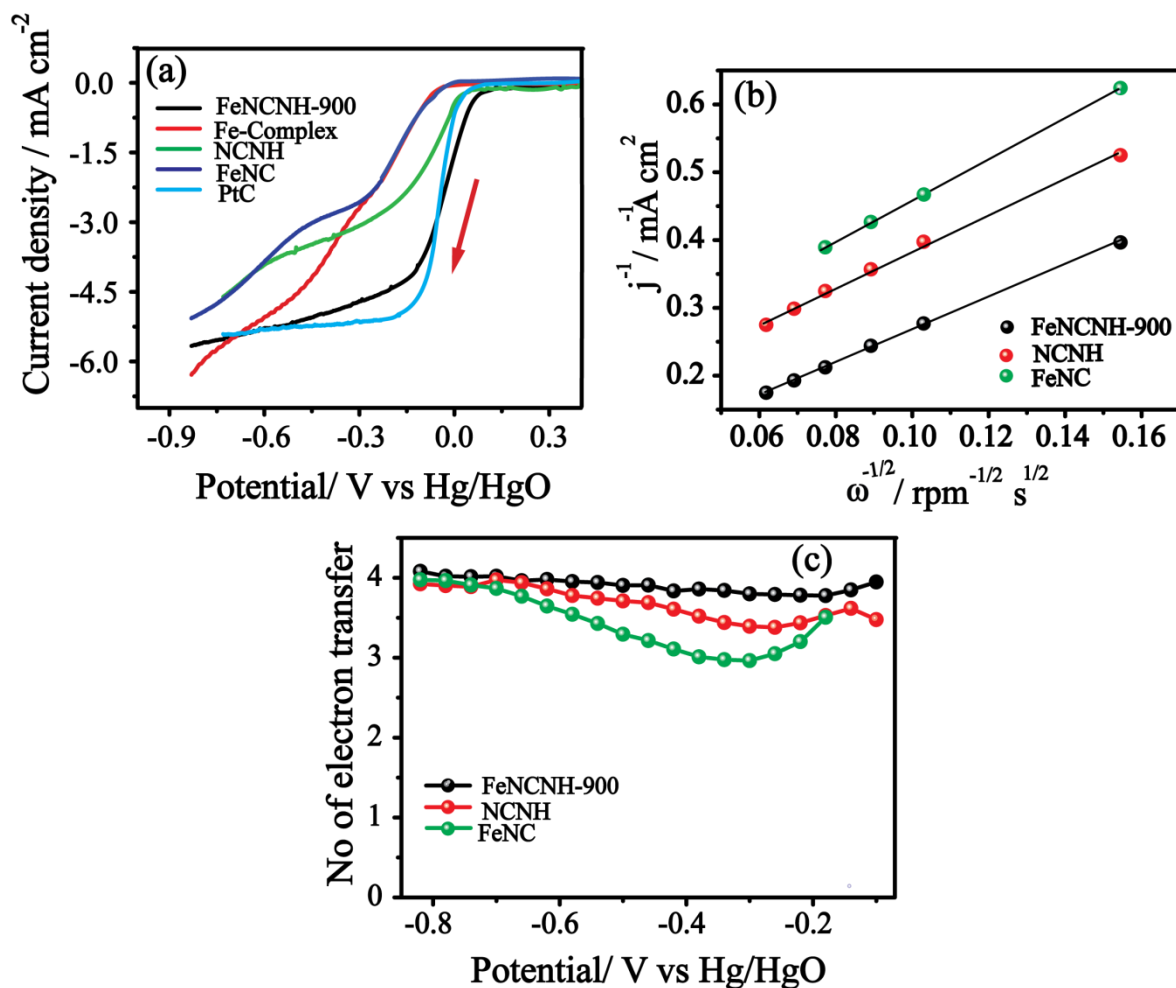 (a)
Current density / mA cm⁻²
0.0
-1.5
-3.0
-4.5
-6.0
FeNCNH-900
Fe-Complex
NCNH
FeNC
PtC
-0.9 -0.6 -0.3 0.0 0.3
Potential/ V vs Hg/HgO
(b)
j⁻¹/ mA⁻¹ cm²
0.6
0.5
0.4
0.3
0.2
FeNCNH-900
NCNH
FeNC
0.06 0.08 0.10 0.12 0.14 0.16
ω⁻¹/² / rpm⁻¹/² s¹/²
(c)
No of electron transfer
4
3
2
1
0
FeNCNH-900
NCNH
FeNC
-0.8 -0.6 -0.4 -0.2
Potential/ V vs Hg/HgO